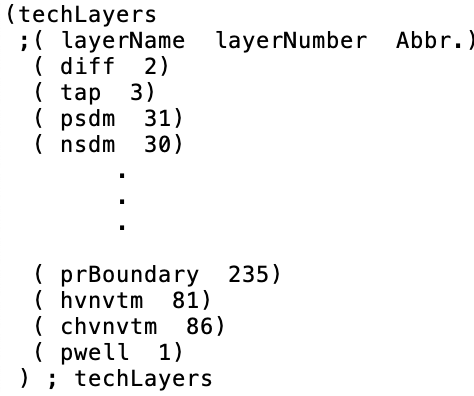 (techLayers
;( layerName layerNumber Abbr.)
( diff 2)
( tap 3)
( psdm 31)
( nsdm 30)
.
.
.
( prBoundary 235)
( hvnvtm 81)
( chvnvtm 86)
( pwell 1)
) ; techLayers